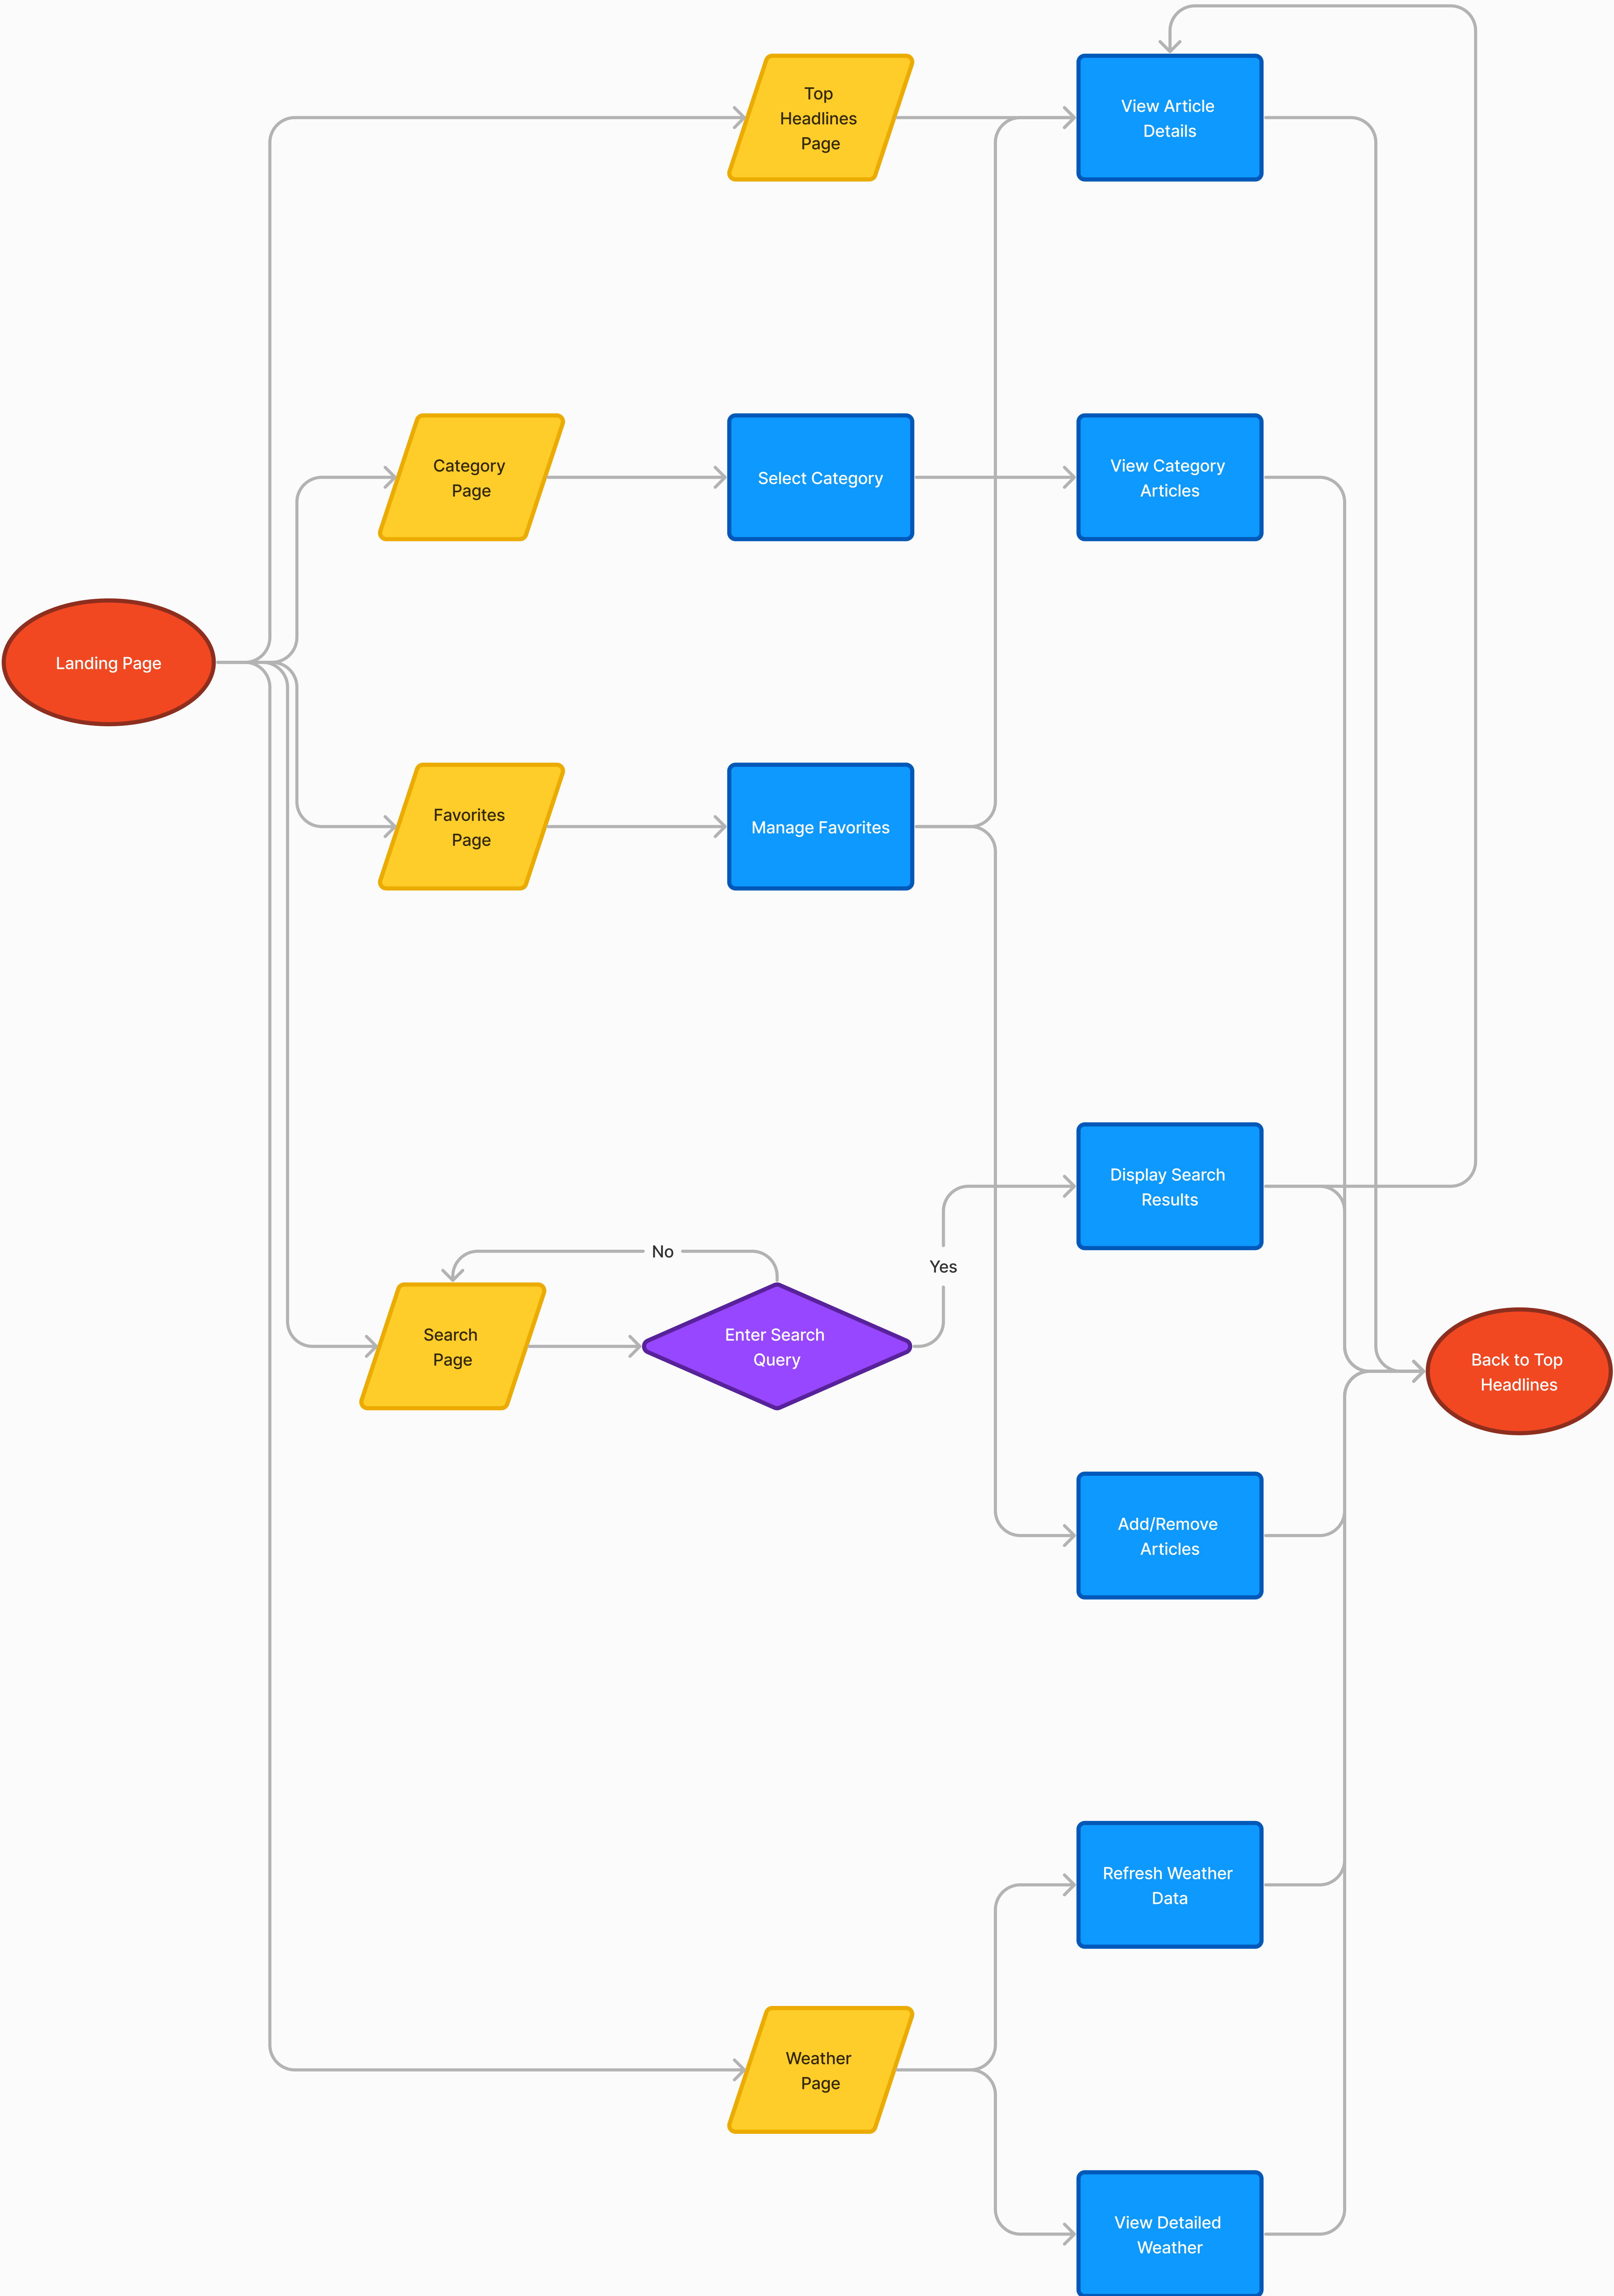 Top
Headlines
Page
View Article
Details
Category
Page
Select Category
View Category
Articles
Landing Page
Favorites
Page
Manage Favorites
Display Search
Results
No
Yes
Search
Page
Enter Search
Query
Back to Top
Headlines
Add/Remove
Articles
Refresh Weather
Data
Weather
Page
View Detailed
Weather